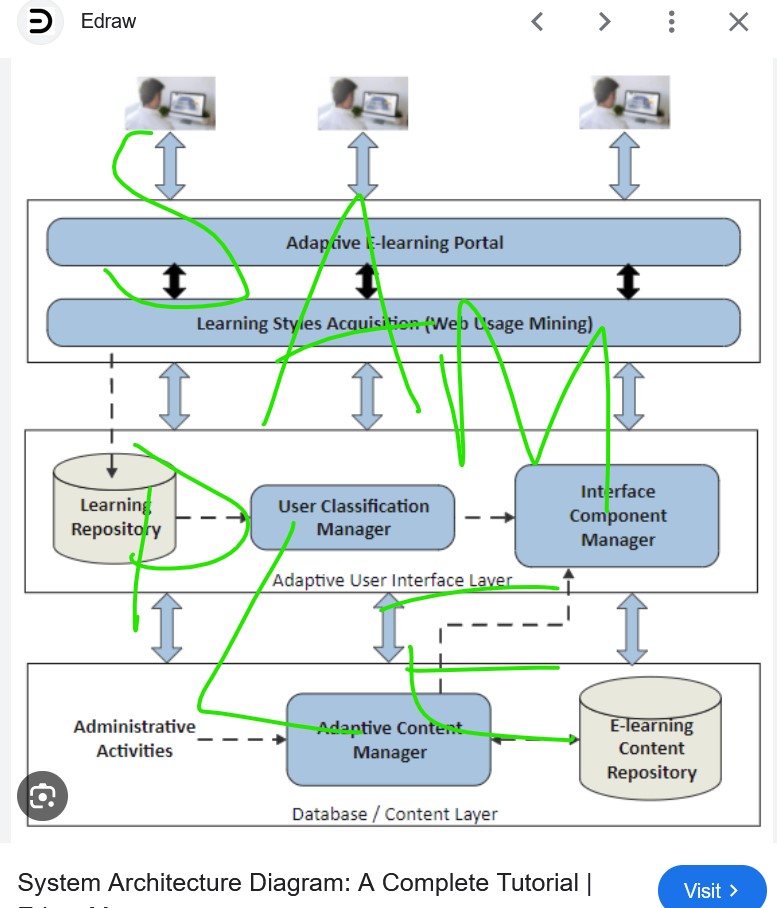 Edraw
Adaptive E-learning Portal
Learning Styles Acquisition (Web Usage Mining)
Learning
Repository
User Classification
Manager
Interface
Component
Manager
Adaptive User Interface Layer
Administrative
Activities
Adaptive Content
Manager
E-learning
Content
Repository
Database / Content Layer
SAMPLE
System Architecture Diagram: A Complete Tutorial |
Visit